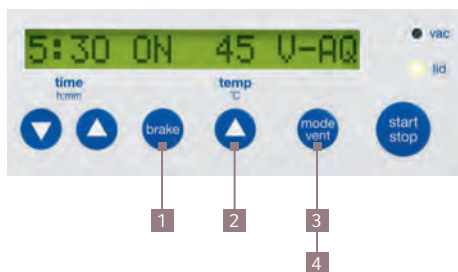 5:30 ON 45 V-AQ
vac
lid
time
h:mm
temp
°C
brake
mode
vent
start
stop
1
2
3
4